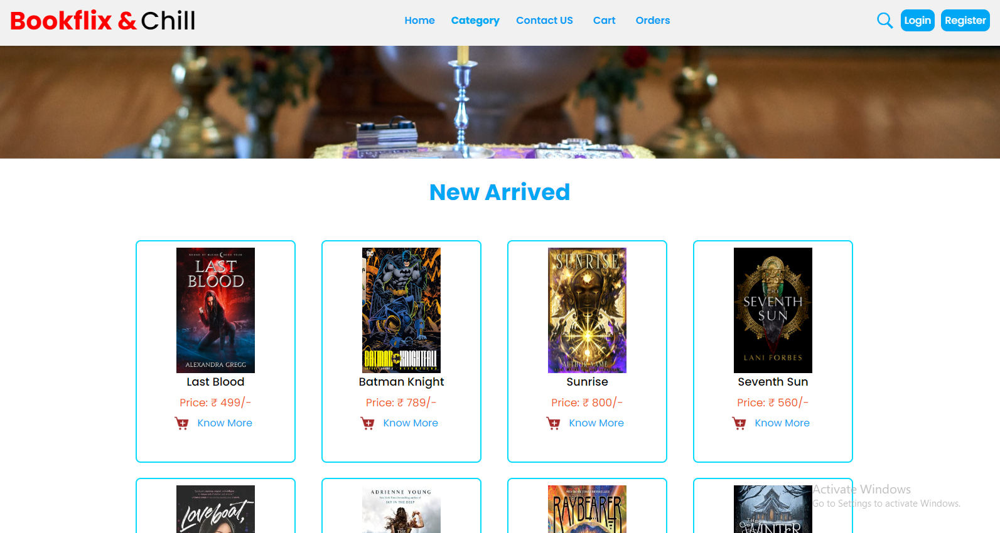 Bookflix & Chill
Home
Category
Contact US
Cart
Orders
Login
Register
New Arrived
LAST
BLOOD
ALEXANDRA GREGG
Last Blood
Price: ₹ 499/-
Know More
DC
BATMAN KNIGHTFALL
Batman Knight
Price: ₹ 789/-
Know More
SUNRISE
AUTHOR NAME
Sunrise
Price: ₹ 800/-
Know More
THE
SEVENTH
SUN
LANI FORBES
Seventh Sun
Price: ₹ 560/-
Know More
Loveboat,
ADRIENNE YOUNG
SKY IN THE DEEP
THE
RAYBEARER
THE
WINTER
Activate Windows
Go to Settings to activate Windows.